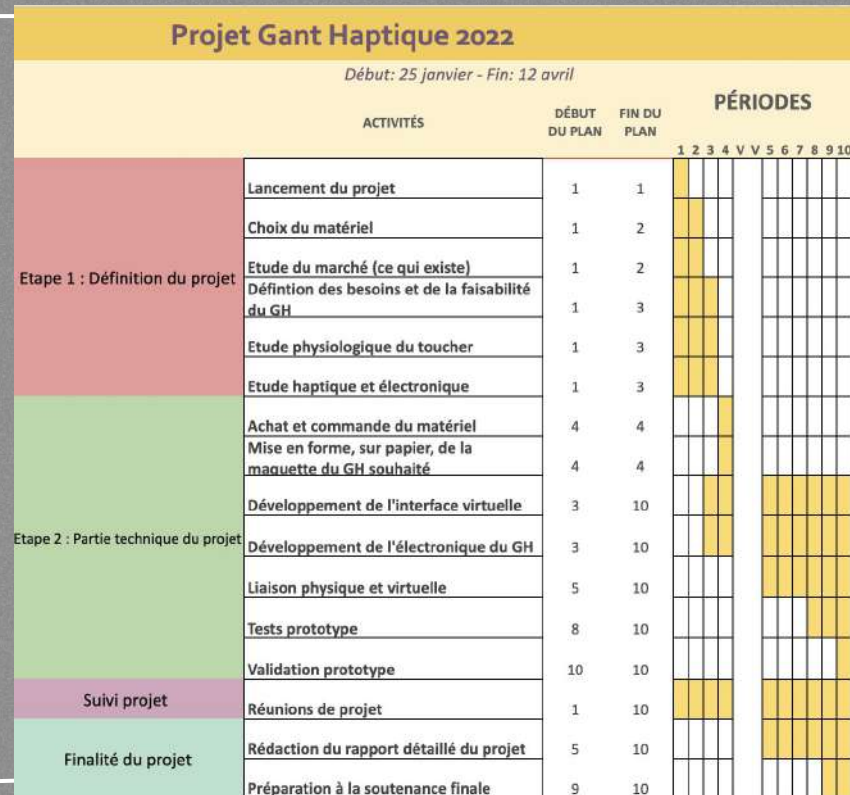 Projet Gant Haptique 2022
Début: 25 janvier - Fin: 12 avril
ACTIVITÉS
DÉBUT DU PLAN
FIN DU PLAN
PÉRIODES
1 2 3 4 V V 5 6 7 8 9 10
Etape 1 : Définition du projet
Lancement du projet 1 1
Choix du matériel 1 2
Etude du marché (ce qui existe) 1 2
Défintion des besoins et de la faisabilité
du GH 1 3
Etude physiologique du toucher 1 3
Etude haptique et électronique 1 3
Etape 2 : Partie technique du projet
Achat et commande du matériel 4 4
Mise en forme, sur papier, de la
maquette du GH souhaité 4 4
Développement de l'interface virtuelle 3 10
Développement de l'électronique du GH 3 10
Liaison physique et virtuelle 5 10
Tests prototype 8 10
Validation prototype 10 10
Suivi projet
Réunions de projet 1 10
Finalité du projet
Rédaction du rapport détaillé du projet 5 10
Préparation à la soutenance finale 9 10